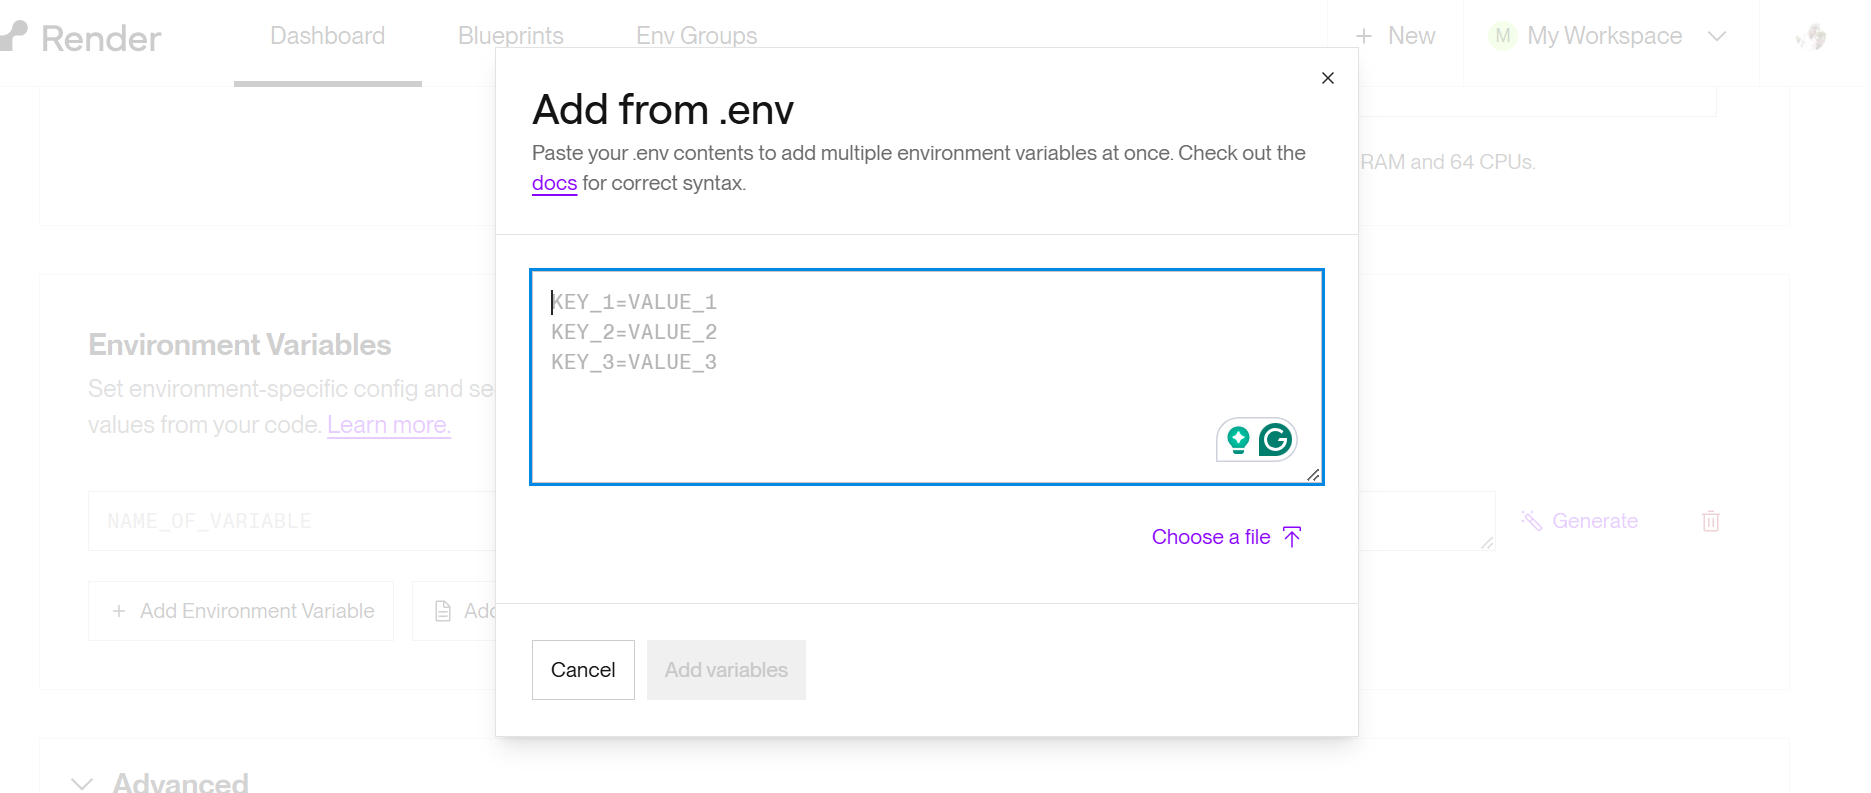 Render
Dashboard
Blueprints
Env Groups
+ New
M My Workspace
Add from .env
Paste your .env contents to add multiple environment variables at once. Check out the
docs for correct syntax.
RAM and 64 CPUs.
KEY_1=VALUE_1
KEY_2=VALUE_2
KEY_3=VALUE_3
Environment Variables
Set environment-specific config and se
values from your code. Learn more.
NAME_OF_VARIABLE
Generate
Choose a file
+ Add Environment Variable
Add
Cancel
Add variables
Advanced